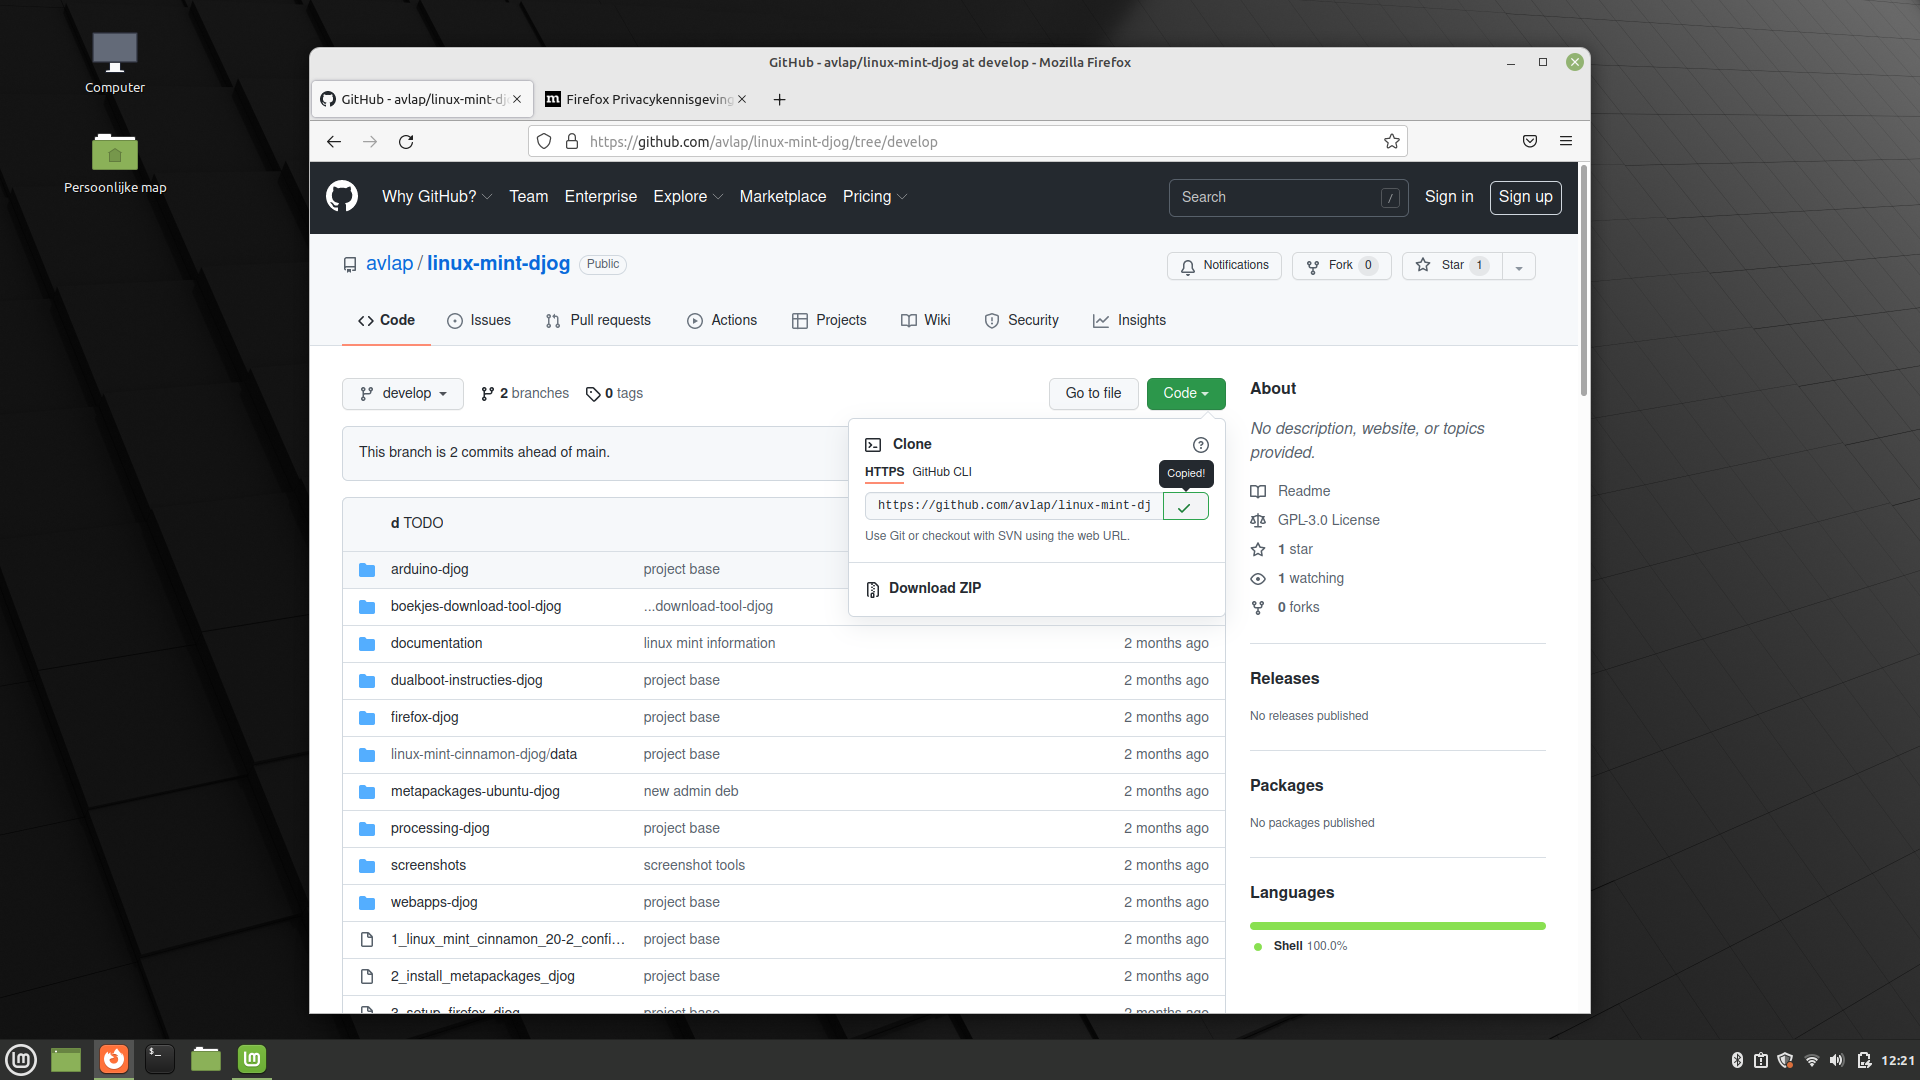 Computer
Persoonlijke map
GitHub - avlap/linux-mint-djog at develop - Mozilla Firefox
GitHub - avlap/linux-mint-dj
Firefox Privacykennisgeving
https://github.com/avlap/linux-mint-djog/tree/develop
Why GitHub? Team Enterprise Explore Marketplace Pricing
Search /
Sign in
Sign up
avlap / linux-mint-djog Public
Notifications
Fork 0
Star 1
Code Issues Pull requests Actions Projects Wiki Security Insights
develop 2 branches 0 tags
Go to file
Code
This branch is 2 commits ahead of main.
Clone
HTTPS GitHub CLI
Copied!
https://github.com/avlap/linux-mint-dj
Use Git or checkout with SVN using the web URL.
Download ZIP
d TODO
arduino-djog project base
boekjes-download-tool-djog ...download-tool-djog
documentation linux mint information 2 months ago
dualboot-instructies-djog project base 2 months ago
firefox-djog project base 2 months ago
linux-mint-cinnamon-djog/data project base 2 months ago
metapackages-ubuntu-djog new admin deb 2 months ago
processing-djog project base 2 months ago
screenshots screenshot tools 2 months ago
webapps-djog project base 2 months ago
1_linux_mint_cinnamon_20-2_confi... project base 2 months ago
2_install_metapackages_djog project base 2 months ago
3_setup_firefox_djog project base 2 months ago
About
No description, website, or topics
provided.
Readme
GPL-3.0 License
1 star
1 watching
0 forks
Releases
No releases published
Packages
No packages published
Languages
Shell 100.0%
12:21